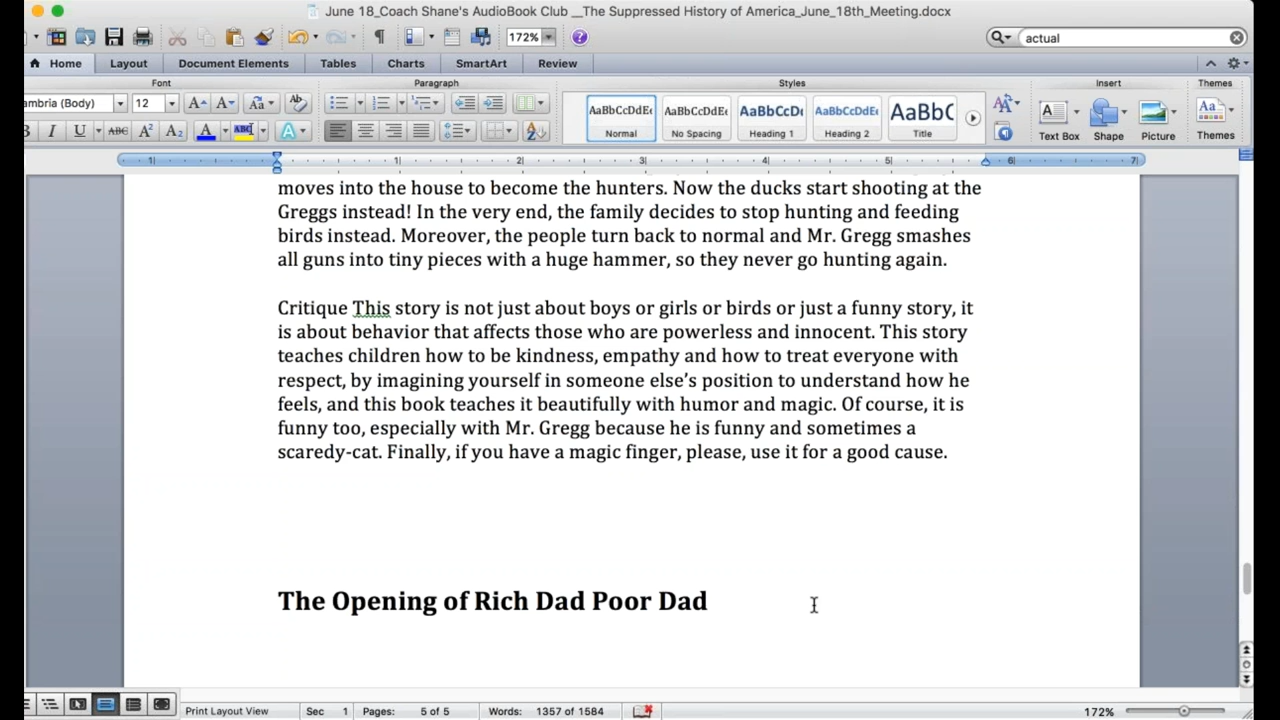 June 18_Coach Shane's AudioBook Club __The Suppressed History of America_June_18th_Meeting.docx
172%
actual
Home Layout Document Elements Tables Charts SmartArt Review
Font Paragraph Styles Insert Themes
mbria (Body) 12
AaBbCcDdEe AaBbCcDdEe AaBbCcDc AaBbCcDdEe AaBbC
Normal No Spacing Heading 1 Heading 2 Title
Text Box Shape Picture Themes
moves into the house to become the hunters. Now the ducks start shooting at the
Greggs instead! In the very end, the family decides to stop hunting and feeding
birds instead. Moreover, the people turn back to normal and Mr. Gregg smashes
all guns into tiny pieces with a huge hammer, so they never go hunting again.
Critique This story is not just about boys or girls or birds or just a funny story, it
is about behavior that affects those who are powerless and innocent. This story
teaches children how to be kindness, empathy and how to treat everyone with
respect, by imagining yourself in someone else's position to understand how he
feels, and this book teaches it beautifully with humor and magic. Of course, it is
funny too, especially with Mr. Gregg because he is funny and sometimes a
scaredy-cat. Finally, if you have a magic finger, please, use it for a good cause.
The Opening of Rich Dad Poor Dad
Print Layout View Sec 1 Pages: 5 of 5 Words: 1357 of 1584 172%